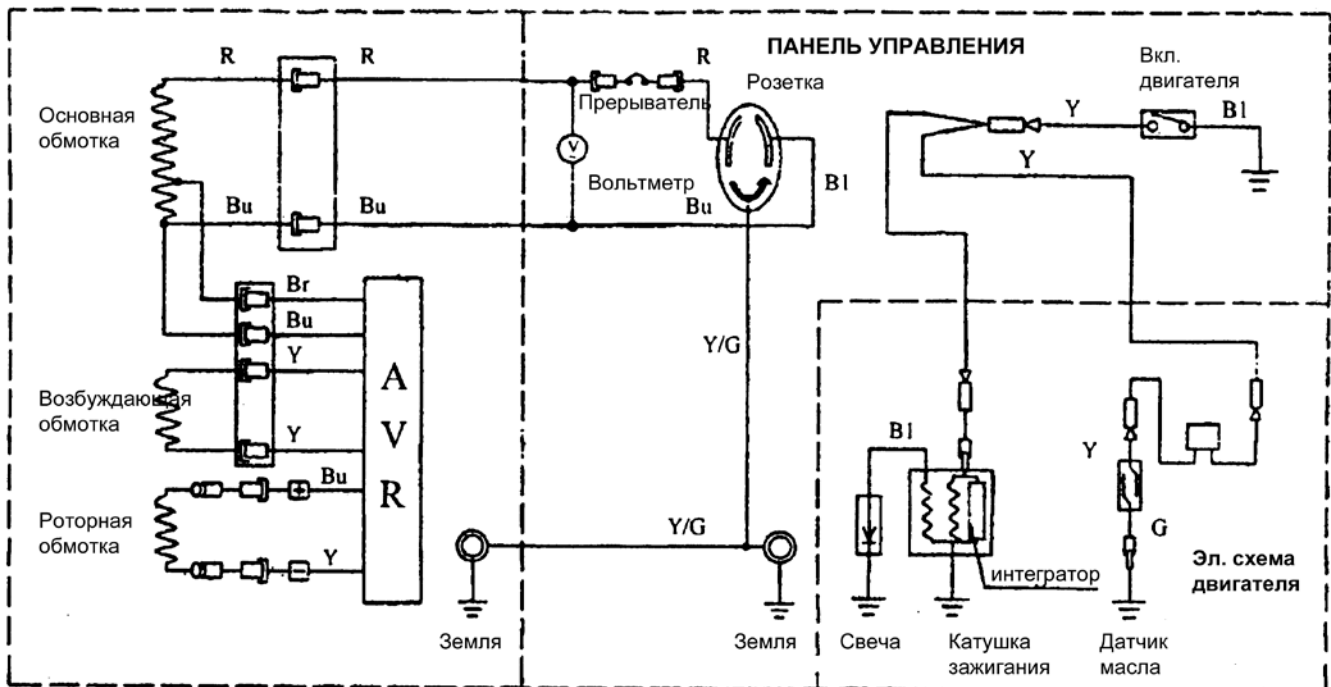 ПАНЕЛЬ УПРАВЛЕНИЯ
R
R
R
Основная
обмотка
Прерыватель
Розетка
Вкл.
двигателя
Y
Bl
Y
V
Вольтметр
Bl
Bu
Bu
Bu
Br
Bu
Y
Y
Возбуждающая
обмотка
A
V
R
Bu
Y
Роторная
обмотка
Y/G
Y/G
Земля
Земля
Bl
Y
G
интегратор
Эл. схема
двигателя
Свеча
Катушка
зажигания
Датчик
масла